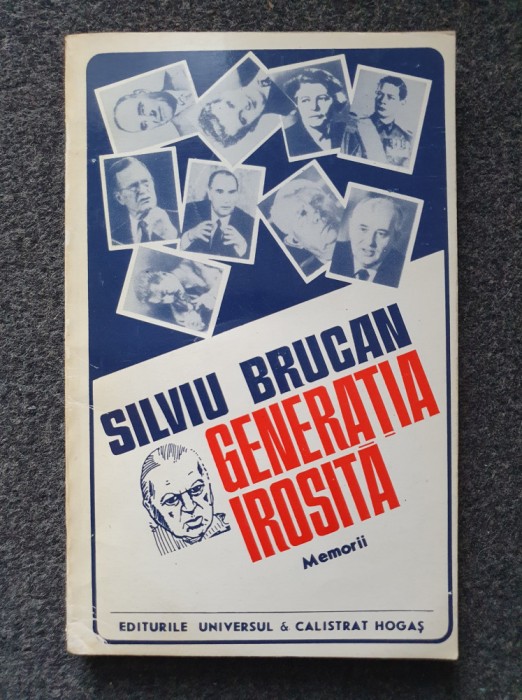 SILVIU BRUCAN
GENERAȚIA
IROSITĂ
Memorii
EDITURILE UNIVERSUL & CALISTRAT HOGAȘ